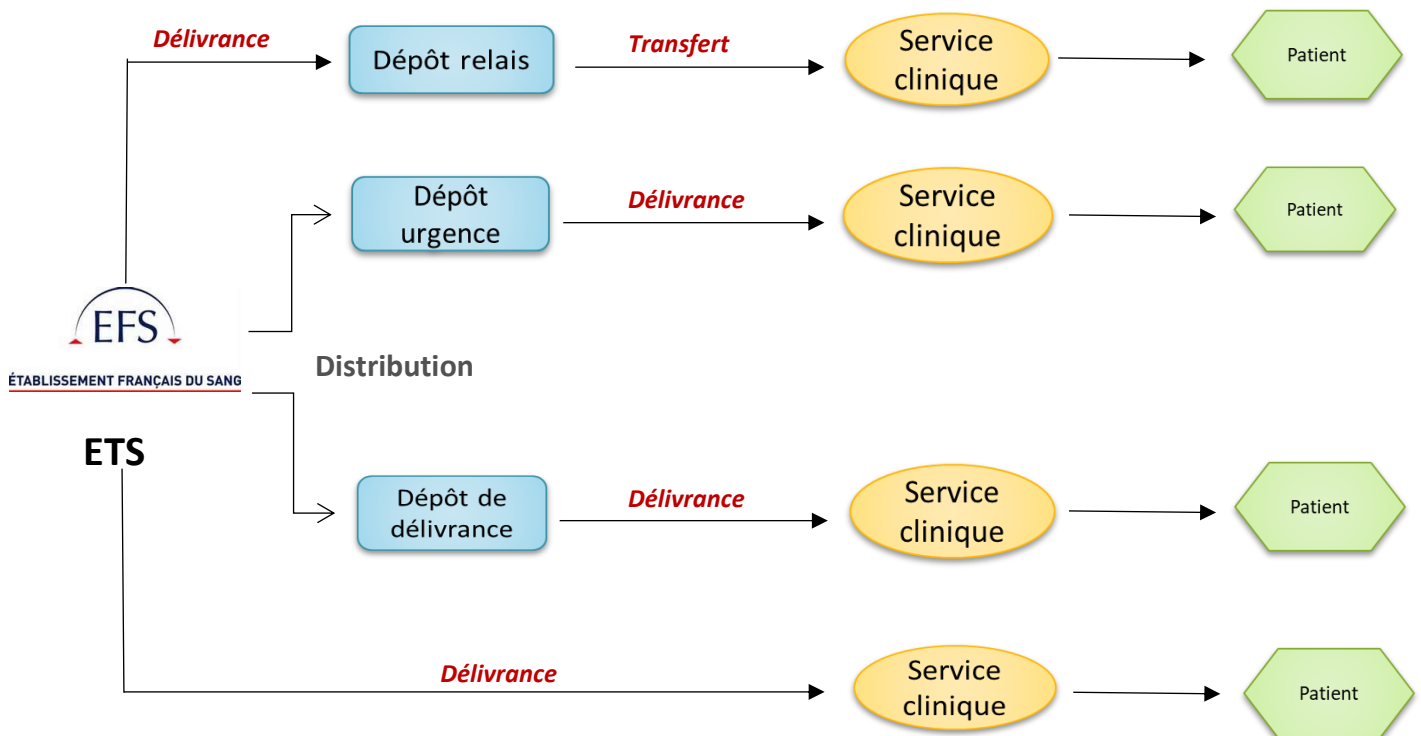 Délivrance
Dépôt relais
Transfert
Service
clinique
Patient
Dépôt
urgence
Délivrance
Service
clinique
Patient
EFS
ÉTABLISSEMENT FRANÇAIS DU SANG
Distribution
ETS
Dépôt de
délivrance
Délivrance
Service
clinique
Patient
Délivrance
Service
clinique
Patient